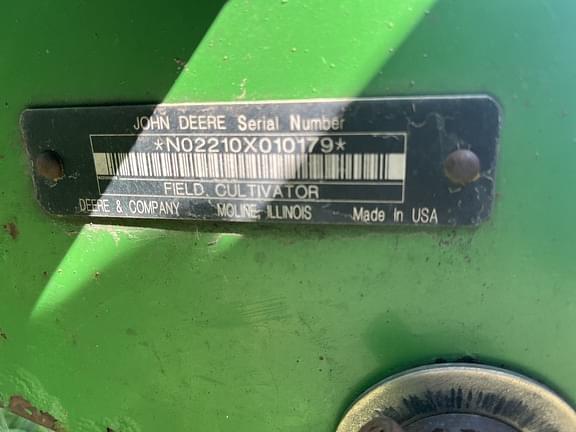 JOHN DEERE Serial Number
*N02210X010179*
FIELD CULTIVATOR
DEERE & COMPANY MOLINE, ILLINOIS Made in USA